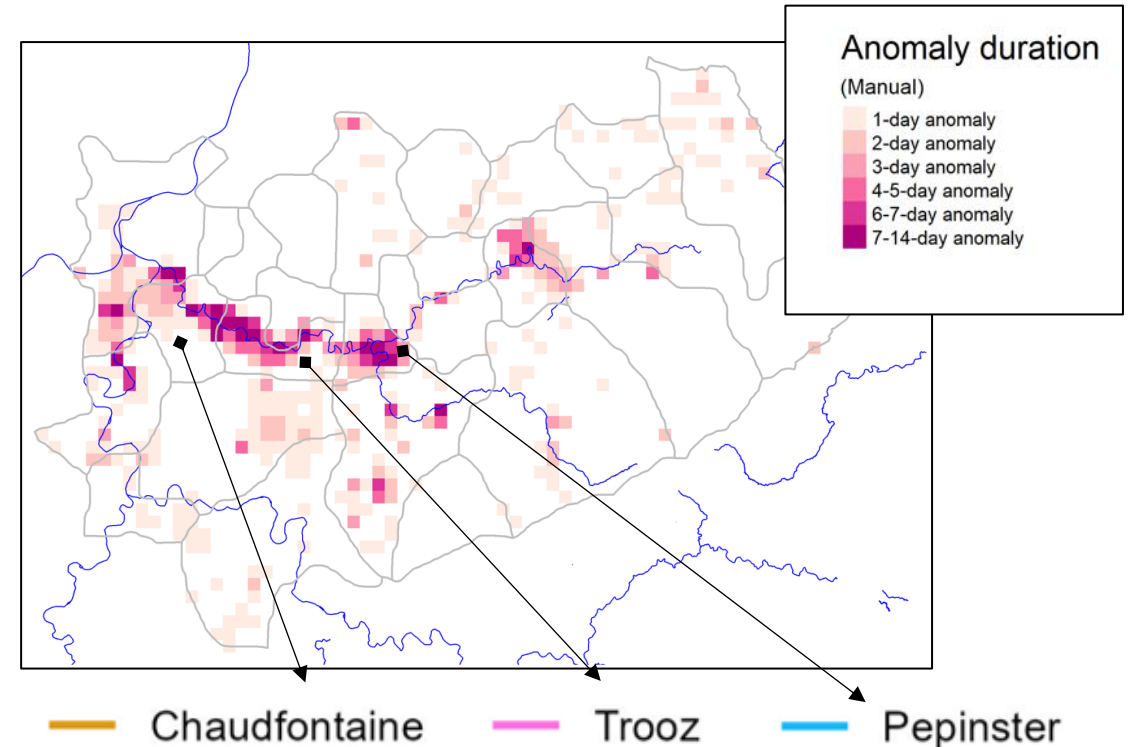 Anomaly duration
(Manual)
1-day anomaly
2-day anomaly
3-day anomaly
4-5-day anomaly
6-7-day anomaly
7-14-day anomaly
Chaudfontaine Trooz Pepinster